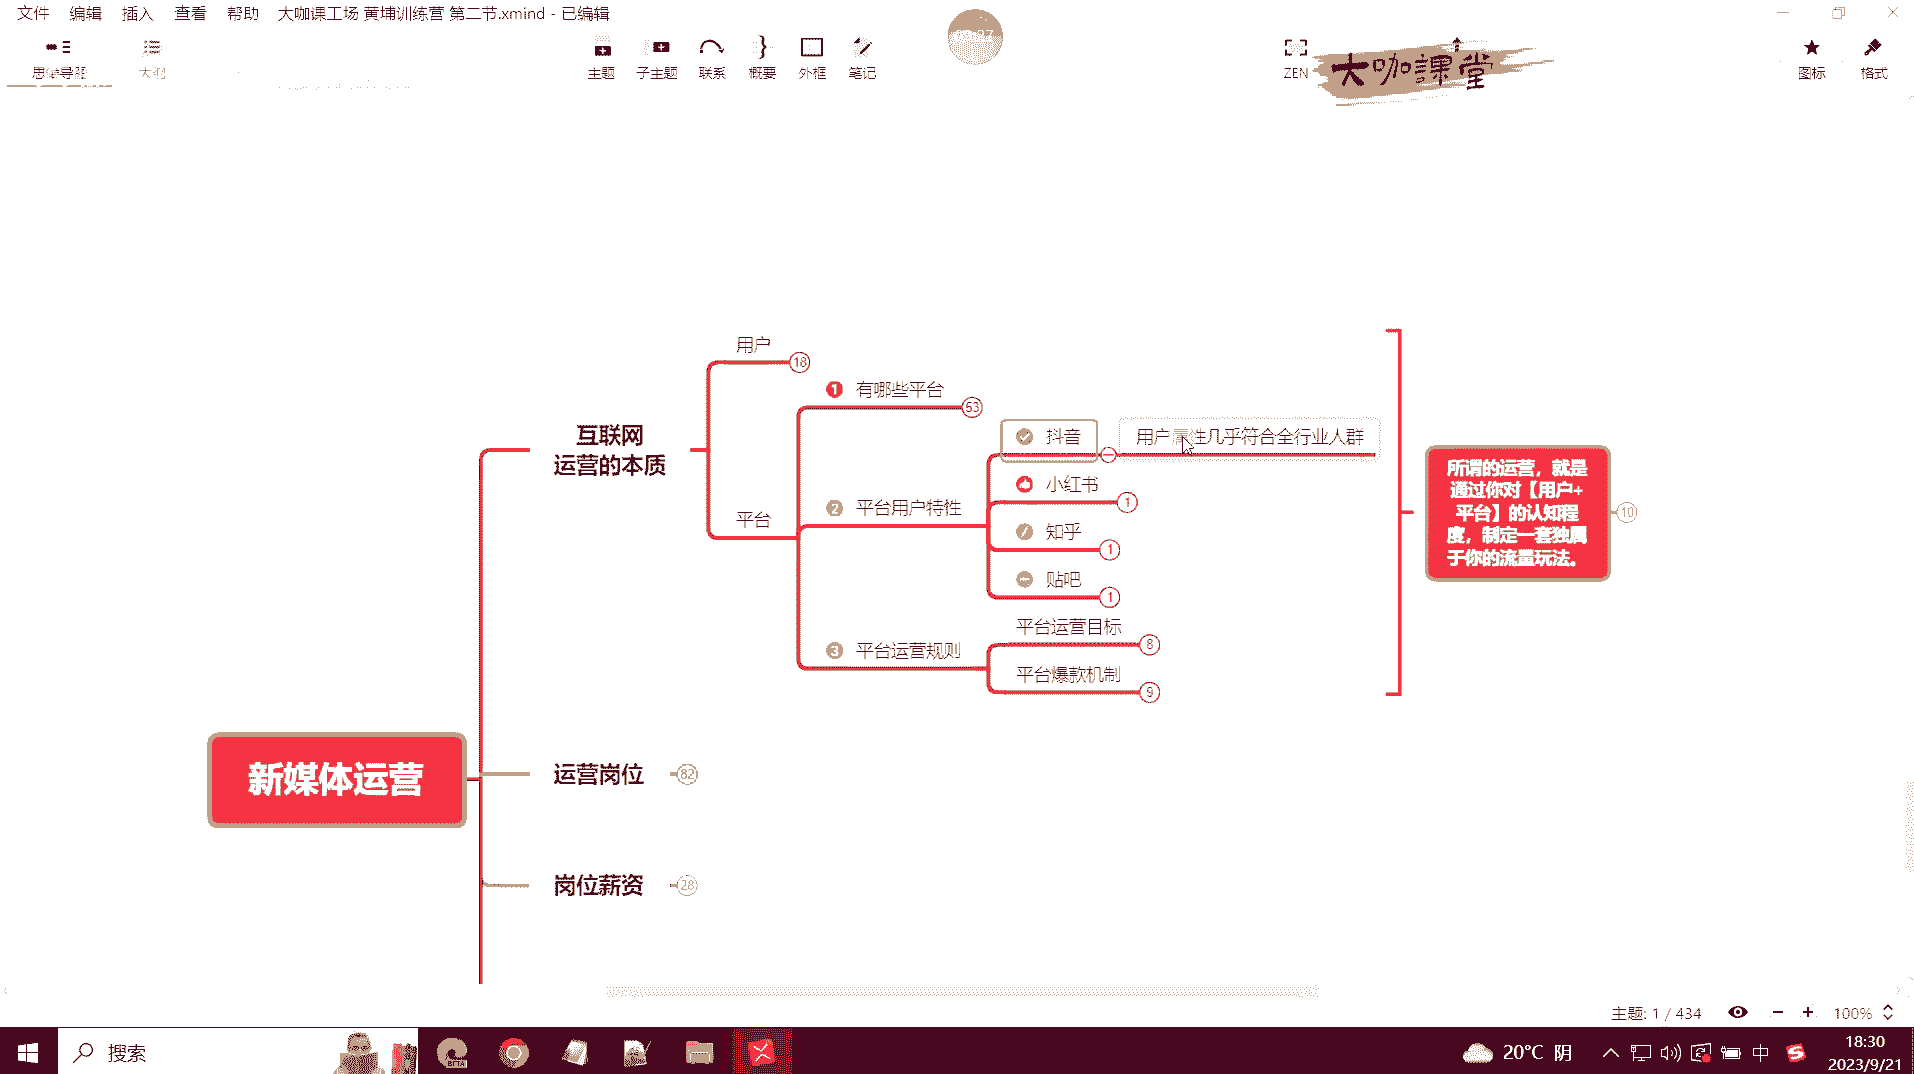 文件 编辑 插入 查看 帮助 大咖课工场 黄埔训练营 第二节.xmind - 已编辑
思维导图 大纲 主题 子主题 联系 概要 外框 笔记 ZEN 图标 格式
大咖課堂
用户 18
1 有哪些平台 53
互联网
运营的本质
抖音 用户属性几乎符合全行业人群
小红书 1
2 平台用户特性
平台
知乎 1
贴吧 1
所谓的运营，就是
通过你对【用户+
平台】的认知程
度，制定一套独属
于你的流量玩法。
10
平台运营目标 8
3 平台运营规则
平台爆款机制 9
新媒体运营
运营岗位 82
岗位薪资 28
主题: 1 / 434 100%
搜索
BETA
20°C 阴 中 18:30
2023/9/21